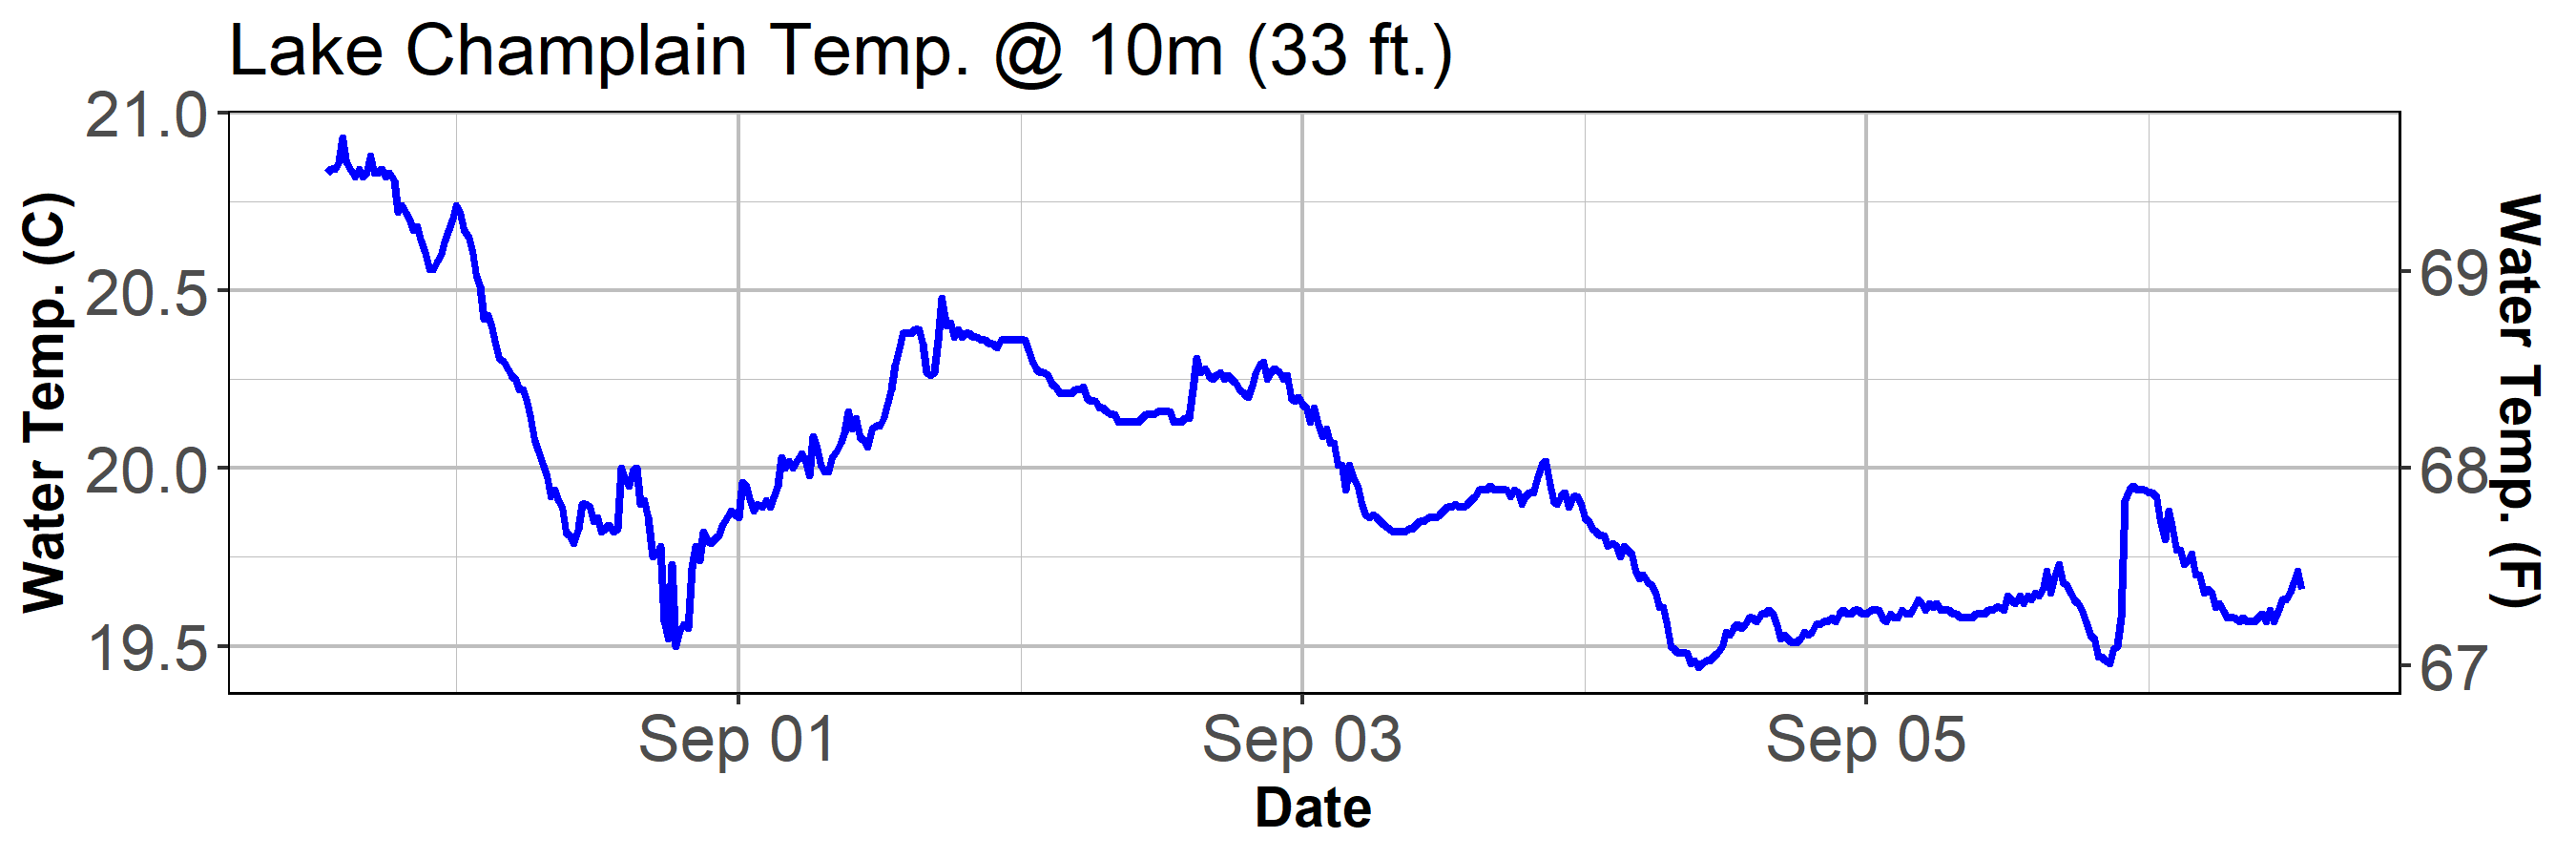 Lake Champlain Temp. @ 10m (33 ft.)
Water Temp. (C)
21.0
20.5
20.0
19.5
69
68
67
Water Temp. (F)
Sep 01 Sep 03 Sep 05
Date